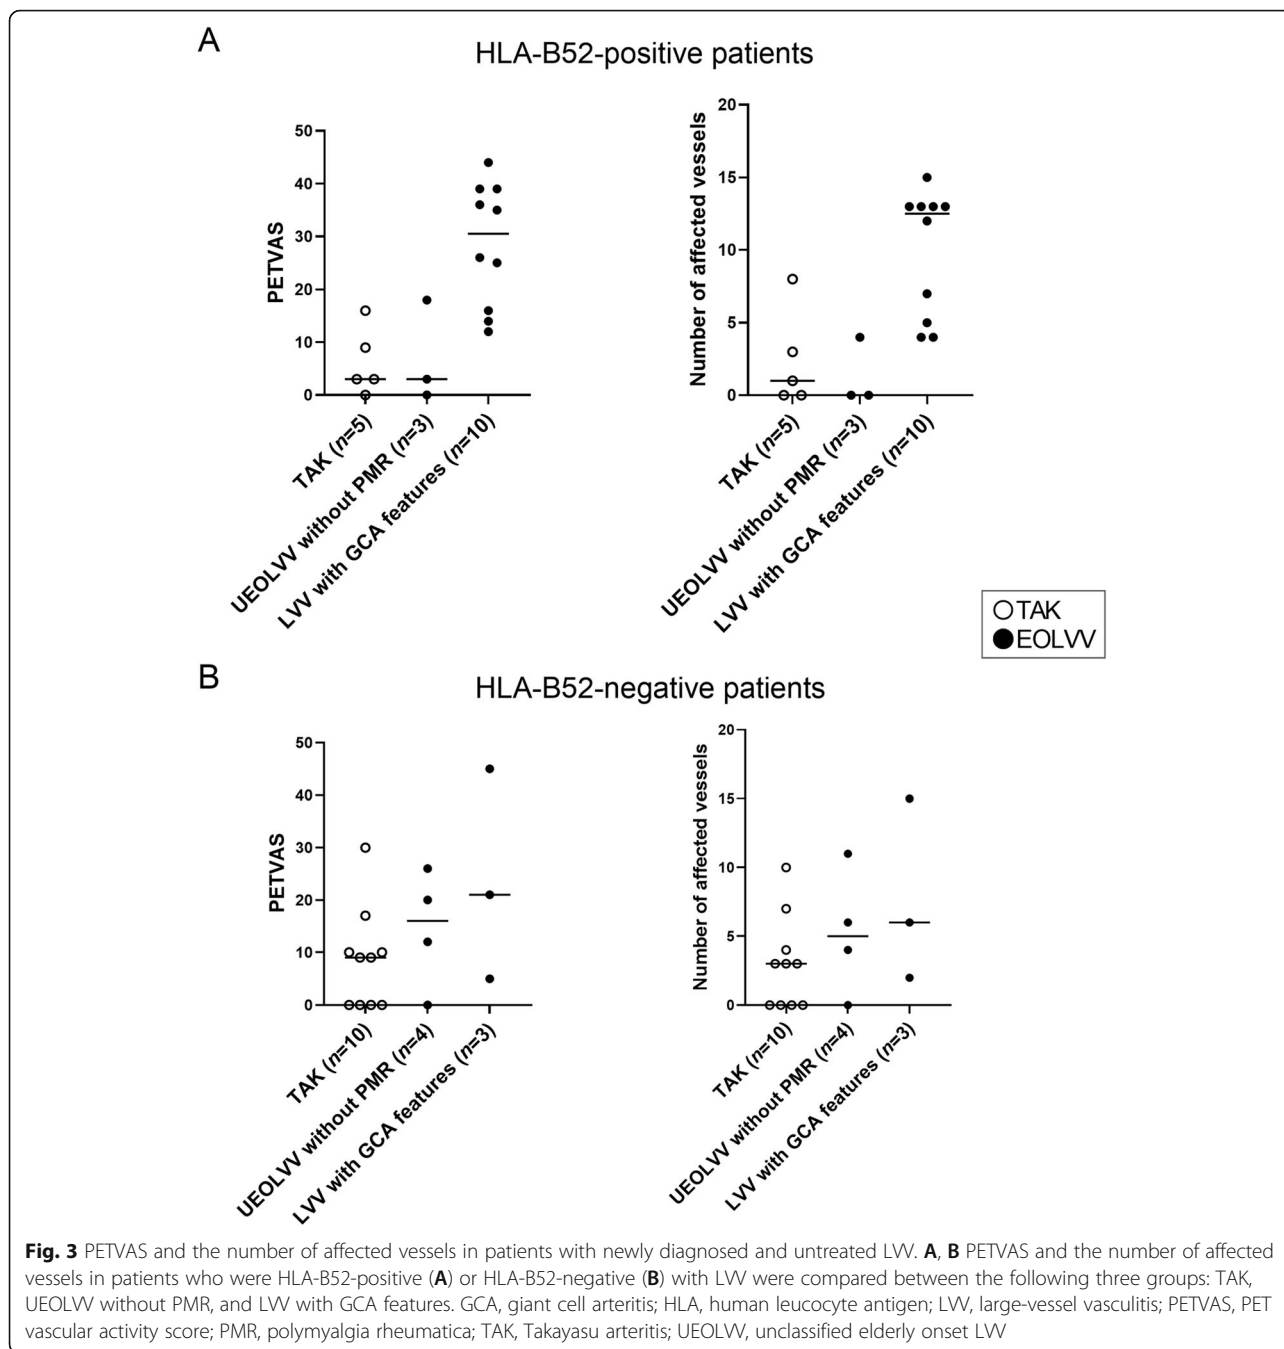 A
HLA-B52-positive patients
50
40
30
20
10
0
PETVAS
TAK (n=5)
UEOLVV without PMR (n=3)
LVV with GCA features (n=10)
20
15
10
5
0
Number of affected vessels
TAK (n=5)
UEOLVV without PMR (n=3)
LVV with GCA features (n=10)
TAK
EOLVV
B
HLA-B52-negative patients
50
40
30
20
10
0
PETVAS
TAK (n=10)
UEOLVV without PMR (n=4)
LVV with GCA features (n=3)
20
15
10
5
0
Number of affected vessels
TAK (n=10)
UEOLVV without PMR (n=4)
LVV with GCA features (n=3)
Fig. 3 PETVAS and the number of affected vessels in patients with newly diagnosed and untreated LVV. A, B PETVAS and the number of affected
vessels in patients who were HLA-B52-positive (A) or HLA-B52-negative (B) with LVV were compared between the following three groups: TAK,
UEOLVV without PMR, and LVV with GCA features. GCA, giant cell arteritis; HLA, human leucocyte antigen; LVV, large-vessel vasculitis; PETVAS, PET
vascular activity score; PMR, polymyalgia rheumatica; TAK, Takayasu arteritis; UEOLVV, unclassified elderly onset LVV